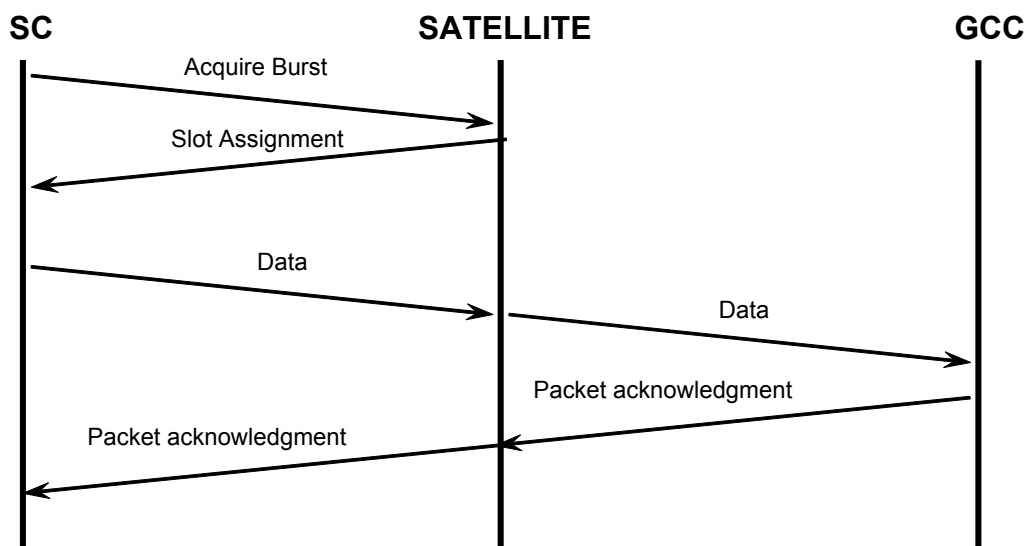 SC SATELLITE GCC
Acquire Burst
Slot Assignment
Data
Data
Packet acknowledgment
Packet acknowledgment